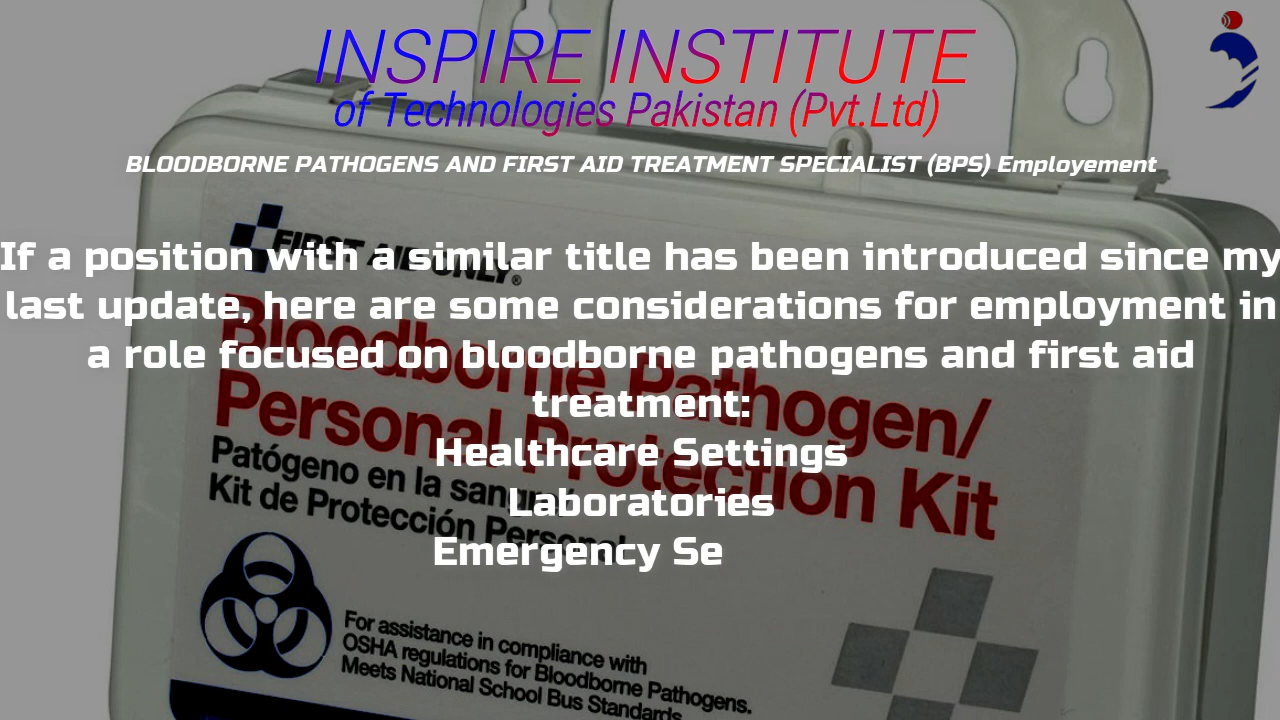 INSPIRE INSTITUTE
of Technologies Pakistan (Pvt.Ltd)
BLOODBORNE PATHOGENS AND FIRST AID TREATMENT SPECIALIST (BPS) Employement
FIRST AID ONLY®
If a position with a similar title has been introduced since my
last update, here are some considerations for employment in
a role focused on bloodborne pathogens and first aid
treatment:
Healthcare Settings
Laboratories
Emergency Se
Bloodborne Pathogen/
Personal Protection Kit
Patógeno en la sangre/
Kit de Protección Personal
For assistance in compliance with
OSHA regulations for Bloodborne Pathogens.
Meets National School Bus Standards.